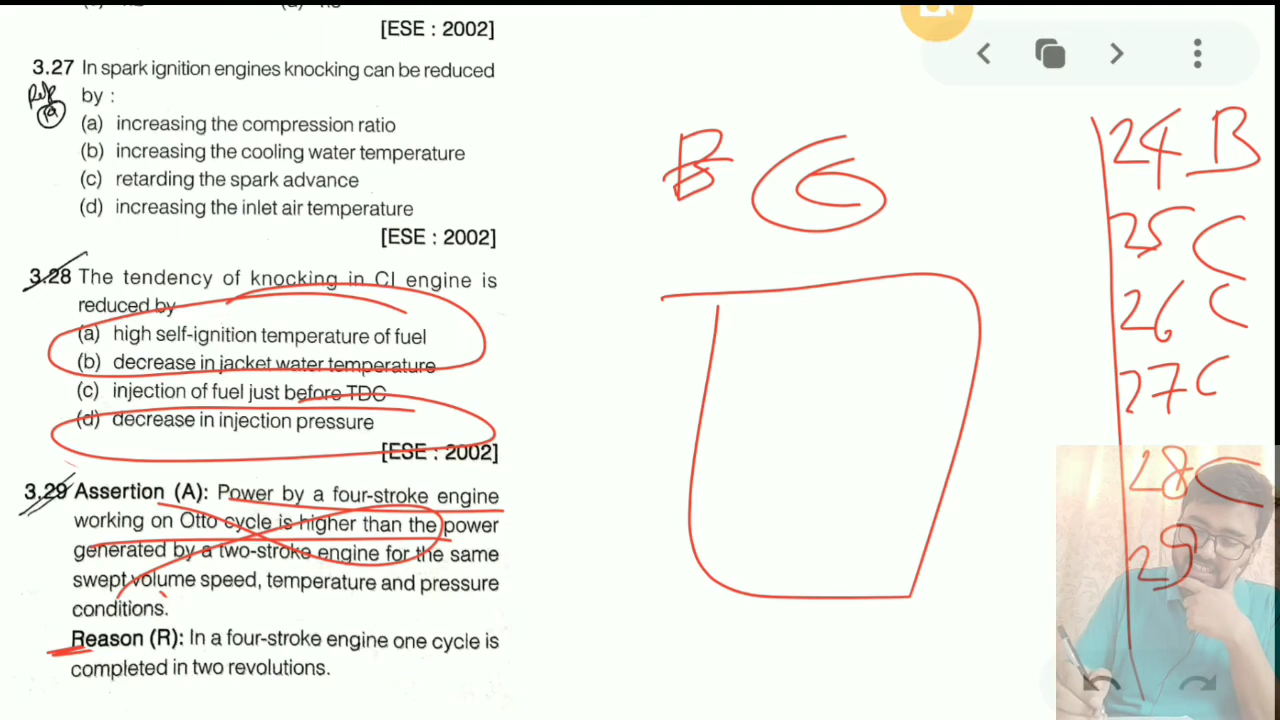 [ESE : 2002]
3.27 In spark ignition engines knocking can be reduced
by :
(a) increasing the compression ratio
(b) increasing the cooling water temperature
(c) retarding the spark advance
(d) increasing the inlet air temperature
[ESE : 2002]
3.28 The tendency of knocking in CI engine is
reduced by
(a) high self-ignition temperature of fuel
(b) decrease in jacket water temperature
(c) injection of fuel just before TDC
(d) decrease in injection pressure
[ESE : 2002]
3.29 Assertion (A): Power by a four-stroke engine
working on Otto cycle is higher than the power
generated by a two-stroke engine for the same
swept volume speed, temperature and pressure
conditions.
Reason (R): In a four-stroke engine one cycle is
completed in two revolutions.
24 B
25 C
26 C
27 C
28 C
29